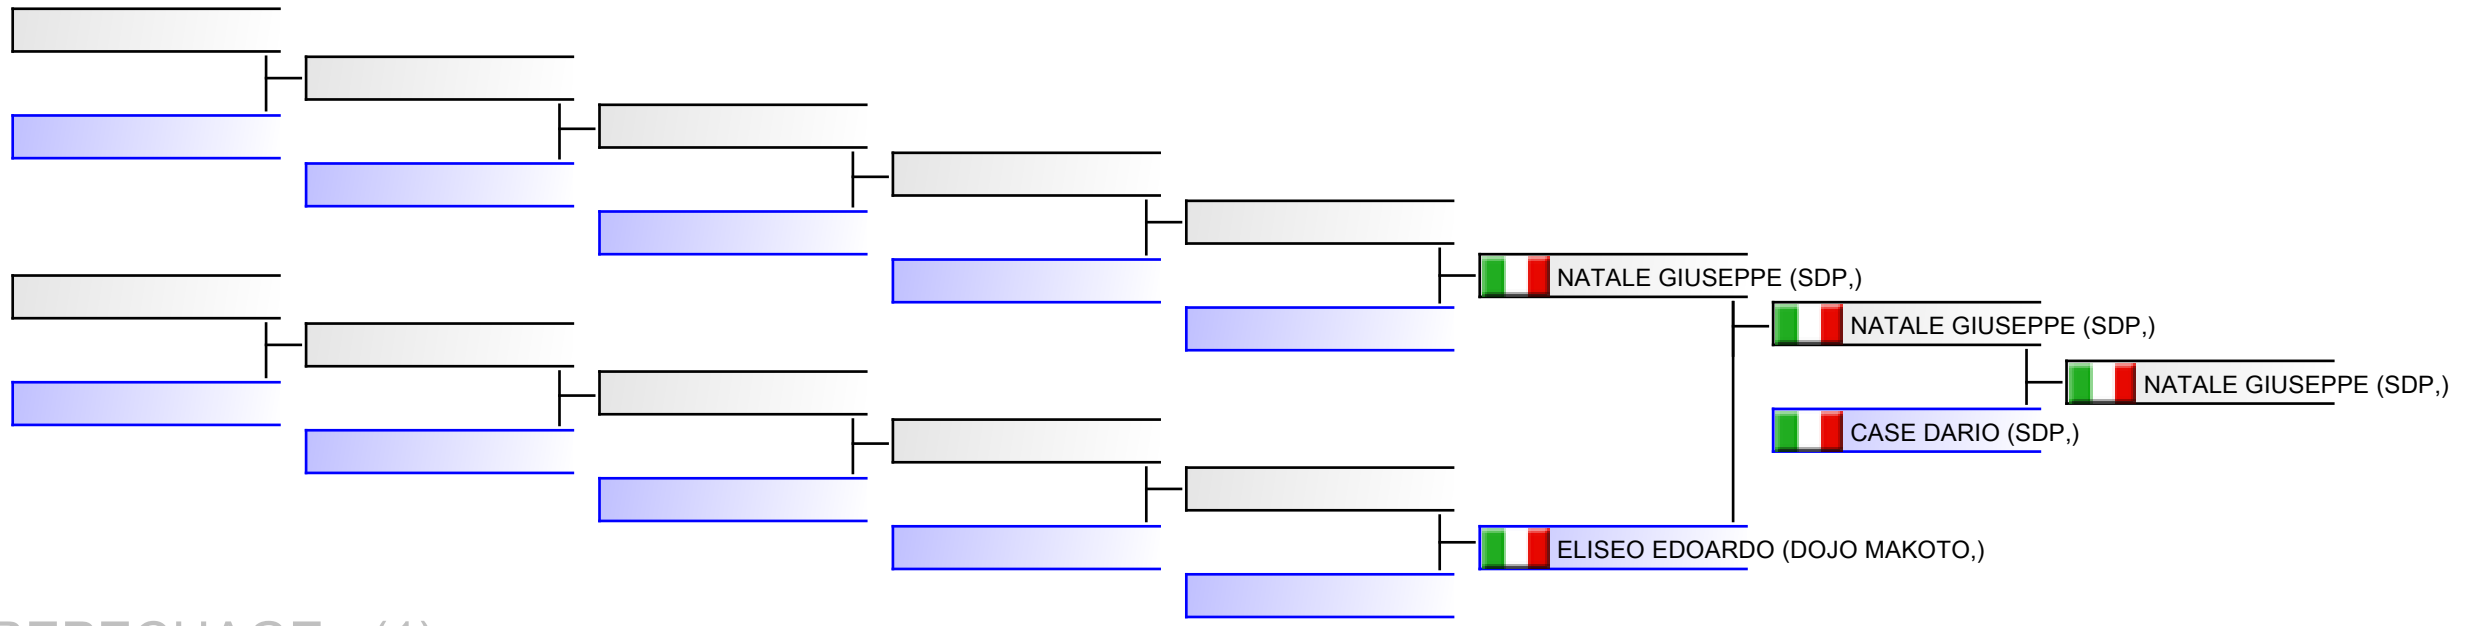 NATALE GIUSEPPE (SDP,)
NATALE GIUSEPPE (SDP,)
NATALE GIUSEPPE (SDP,)
CASE DARIO (SDP,)
ELISEO EDOARDO (DOJO MAKOTO,)